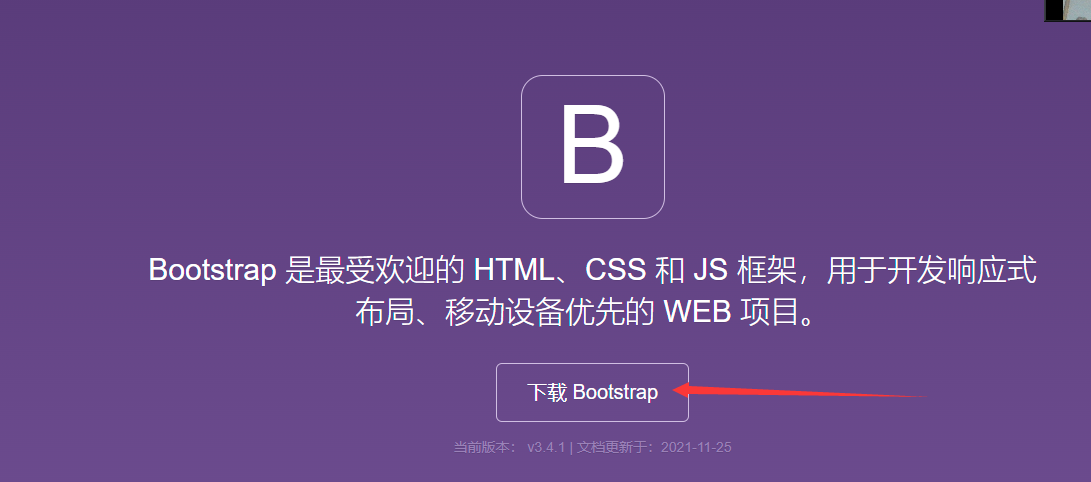 B
Bootstrap 是最受欢迎的 HTML、CSS 和 JS 框架，用于开发响应式
布局、移动设备优先的 WEB 项目。
下载 Bootstrap
当前版本： v3.4.1 | 文档更新于：2021-11-25